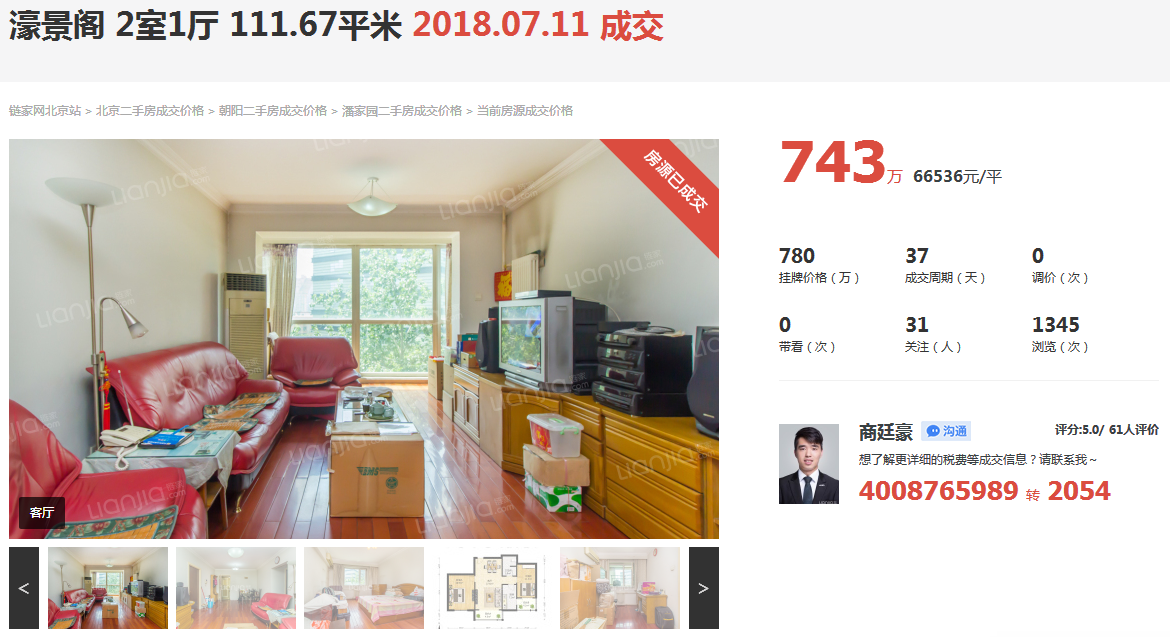 濠景阁 2室1厅 111.67平米 2018.07.11 成交
链家网北京站 > 北京二手房成交价格 > 朝阳二手房成交价格 > 潘家园二手房成交价格 > 当前房源成交价格
房源已成交
Lianjia.com
EMS
客厅
< >
743万 66536元/平
780 37 0
挂牌价格（万） 成交周期（天） 调价（次）
0 31 1345
带看（次） 关注（人） 浏览（次）
商廷豪 沟通 评分:5.0/ 61人评价
想了解更详细的税费等成交信息？请联系我～
4008765989 转 2054